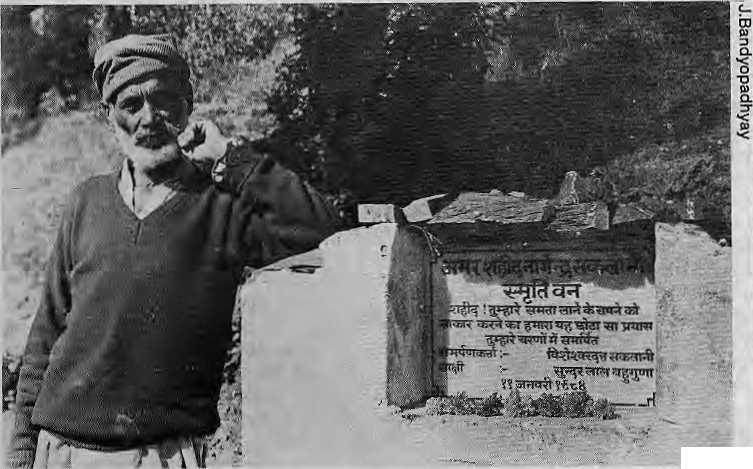 अमर शहीद नागेन्द्र सकलानी
स्मृति वन
शहीद ! तुम्हारे समता लाने के सपने को
साकार करने का हमारा यह छोटा सा प्रयास
तुम्हारे चरणों में समर्पित
समर्पणकर्ता :- विशेश्वरदत्त सकलानी
साक्षी :- सुन्दर लाल बहुगुणा
११ जनवरी १९८४
J.Bandyopadhyay